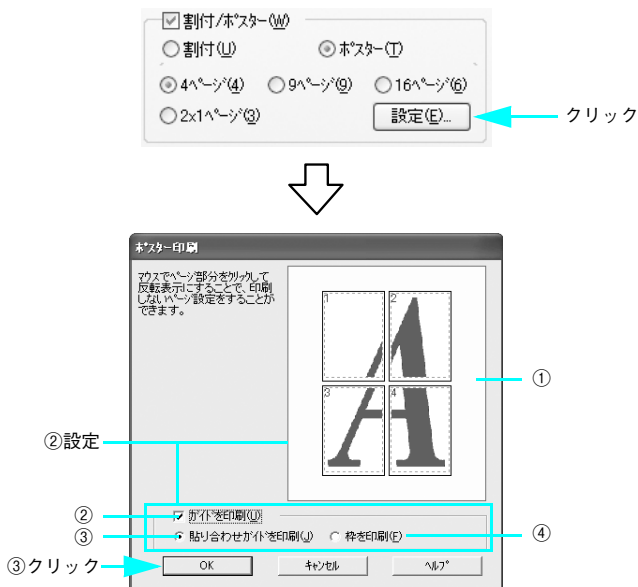 割付/ポスター(W)
割付(U) ポスター(T)
4ページ(4) 9ページ(9) 16ページ(6)
2x1ページ(3) 設定(E)... クリック
ポスター印刷
マウスでページ部分をクリックして
反転表示にすることで、印刷
しないページ設定をすることが
できます。
1 2
3 4
①
②設定
② ガイドを印刷(U)
③ 貼り合わせガイドを印刷(J) 枠を印刷(F) ④
③クリック OK キャンセル ヘルプ